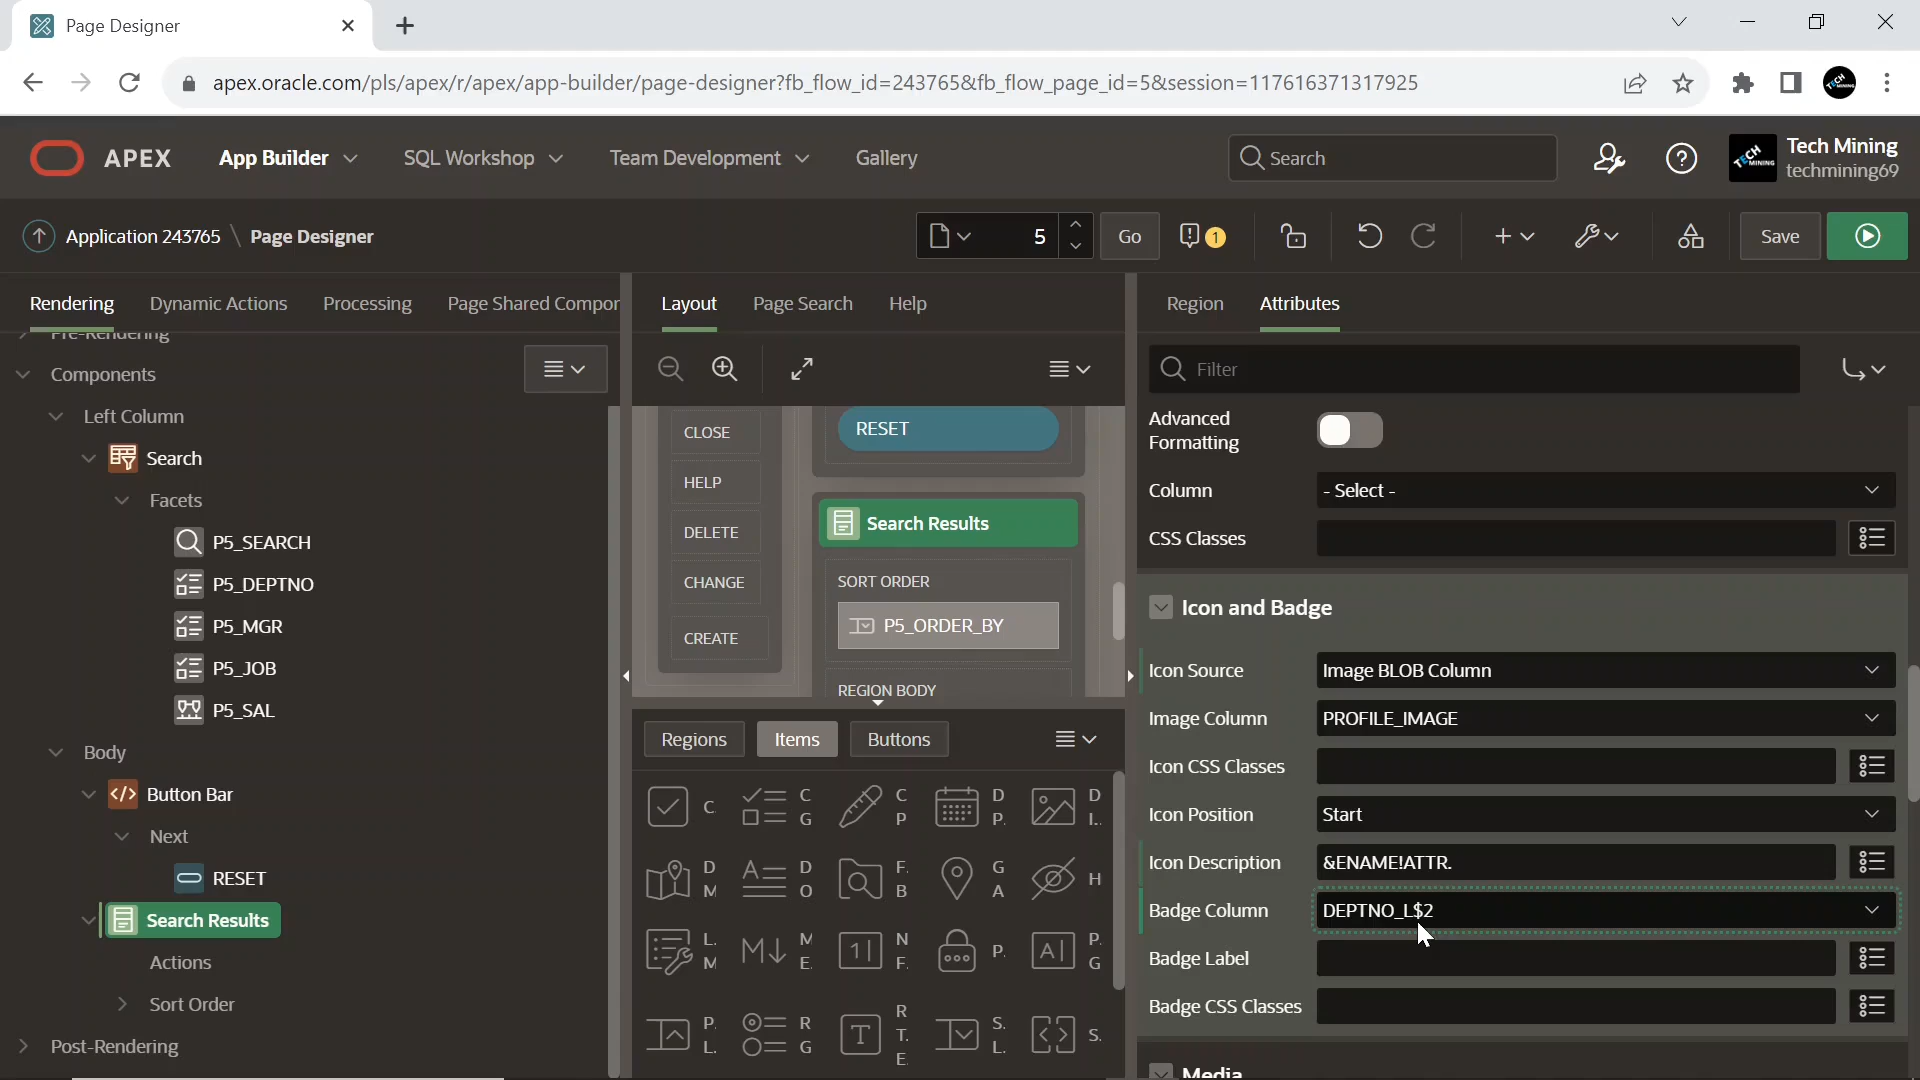 Page Designer
apex.oracle.com/pls/apex/r/apex/app-builder/page-designer?fb_flow_id=243765&fb_flow_page_id=5&session=117616371317925
APEX
App Builder
SQL Workshop
Team Development
Gallery
Search
Tech Mining
techmining69
Application 243765 \ Page Designer
5
Go
1
Save
Rendering
Dynamic Actions
Processing
Page Shared Compor
Pre-Rendering
Components
Left Column
Search
Facets
P5_SEARCH
P5_DEPTNO
P5_MGR
P5_JOB
P5_SAL
Body
Button Bar
Next
RESET
Search Results
Actions
Sort Order
Post-Rendering
Layout
Page Search
Help
CLOSE
HELP
DELETE
CHANGE
CREATE
RESET
Search Results
SORT ORDER
P5_ORDER_BY
REGION BODY
Regions
Items
Buttons
C.
C
G
C
P
D
P.
D
I...
D
M
D
O
F.
B
G
A
H
L.
M
M
E.
N
F.
P.
P.
G
P.
L.
R
G
R
T.
E.
S.
L.
S.
Region
Attributes
Filter
Advanced
Formatting
Column
- Select -
CSS Classes
Icon and Badge
Icon Source
Image BLOB Column
Image Column
PROFILE_IMAGE
Icon CSS Classes
Icon Position
Start
Icon Description
&ENAME!ATTR.
Badge Column
DEPTNO_L$2
Badge Label
Badge CSS Classes
Media